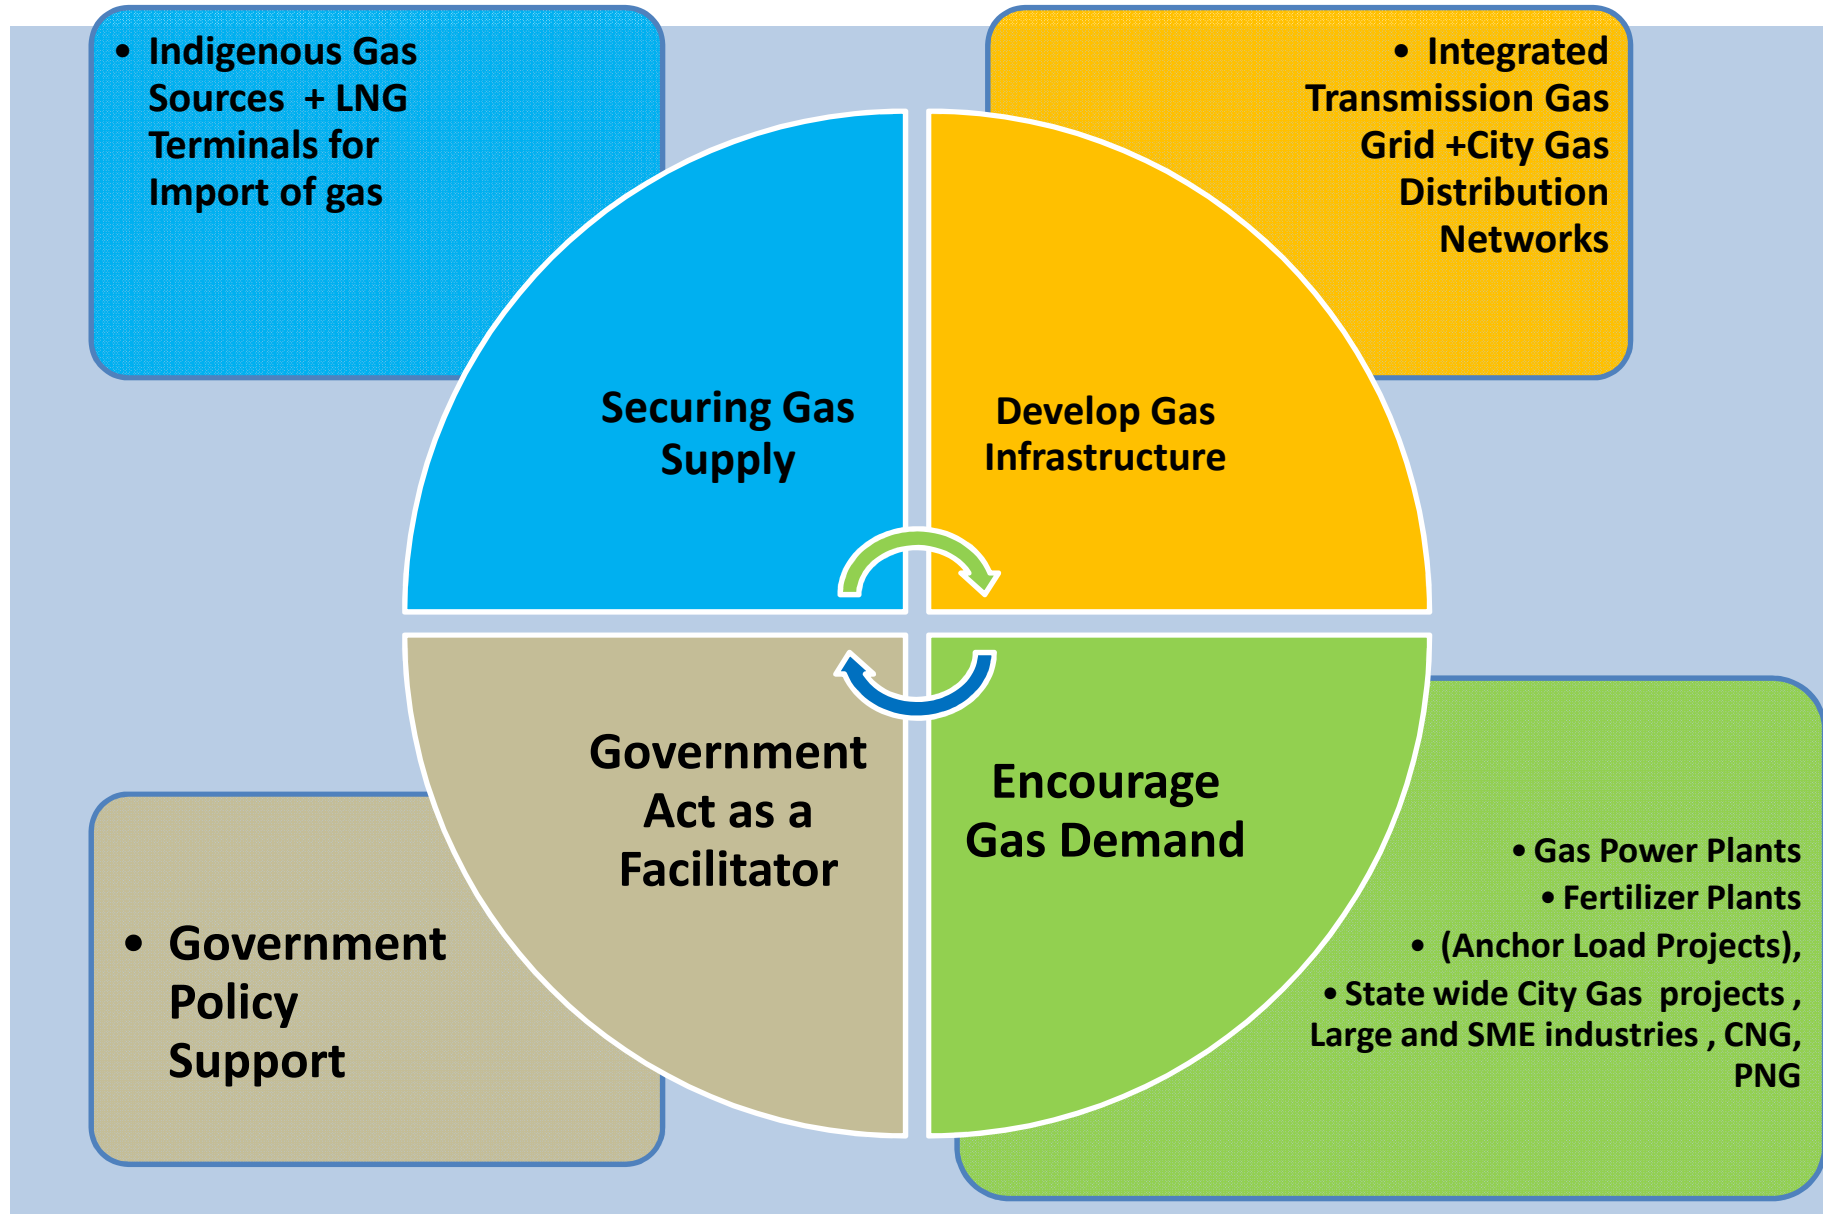 • Indigenous Gas
Sources + LNG
Terminals for
Import of gas
• Integrated
Transmission Gas
Grid +City Gas
Distribution
Networks
Securing Gas
Supply
Develop Gas
Infrastructure
Government
Act as a
Facilitator
Encourage
Gas Demand
• Government
Policy
Support
• Gas Power Plants
• Fertilizer Plants
• (Anchor Load Projects),
• State wide City Gas projects ,
Large and SME industries , CNG,
PNG